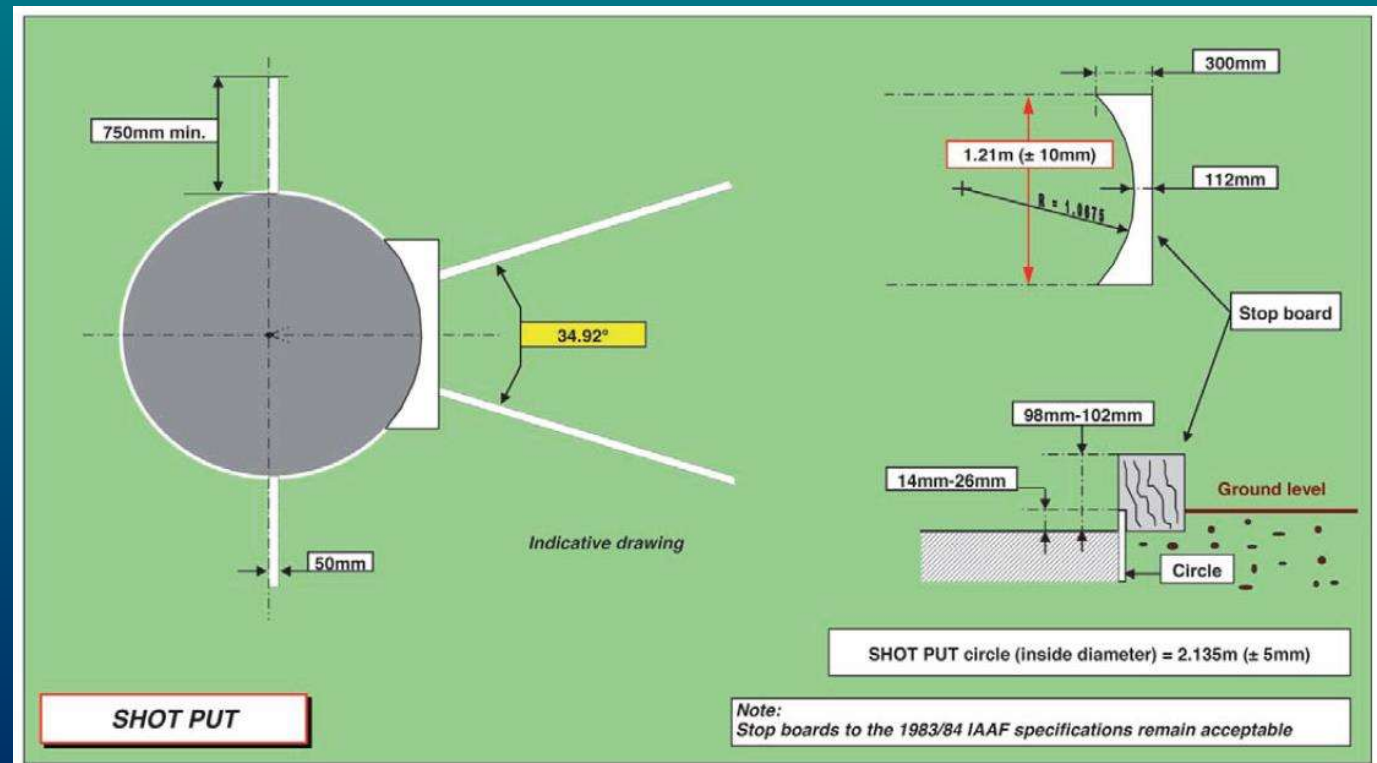 300mm
750mm min.
1.21m (± 10mm)
112mm
R = 1.0675
Stop board
34.92°
98mm-102mm
14mm-26mm
Ground level
Indicative drawing
50mm
Circle
SHOT PUT circle (inside diameter) = 2.135m (± 5mm)
SHOT PUT
Note:
Stop boards to the 1983/84 IAAF specifications remain acceptable